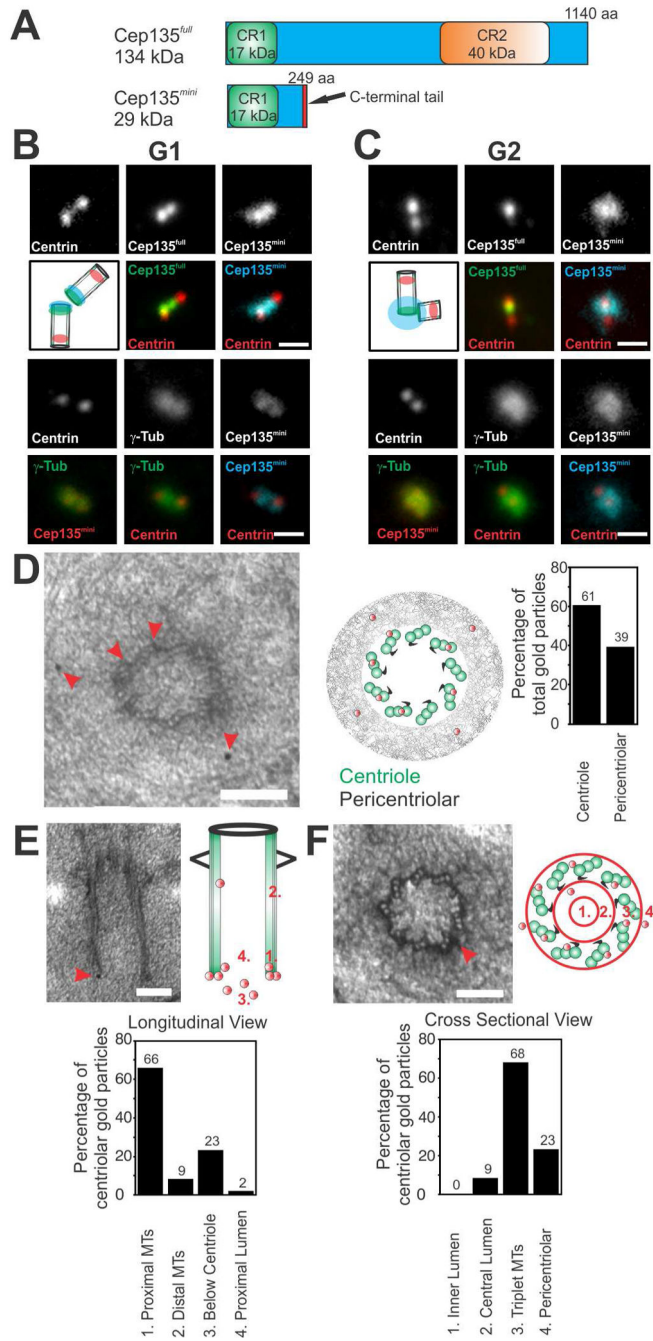 A
Cep135full
134 kDa
CR1
17 kDa
CR2
40 kDa
1140 aa
Cep135mini
29 kDa
CR1
17 kDa
249 aa
C-terminal tail
B
G1
Centrin
Cep135full
Cep135mini
Cep135full
Centrin
Cep135mini
Centrin
Centrin
γ-Tub
Cep135mini
γ-Tub
Cep135mini
γ-Tub
Centrin
Cep135mini
Centrin
C
G2
Centrin
Cep135full
Cep135mini
Cep135full
Centrin
Cep135mini
Centrin
Centrin
γ-Tub
Cep135mini
γ-Tub
Cep135mini
γ-Tub
Centrin
Cep135mini
Centrin
D
Centriole
Pericentriolar
Percentage of
total gold particles
80
60
40
20
0
61
39
Centriole
Pericentriolar
E
2.
4.
1.
3.
Longitudinal View
Percentage of
centriolar gold particles
80
60
40
20
0
66
9
23
2
1. Proximal MTs
2. Distal MTs
3. Below Centriole
4. Proximal Lumen
F
1.
2.
3.
4.
Cross Sectional View
Percentage of
centriolar gold particles
80
60
40
20
0
0
9
68
23
1. Inner Lumen
2. Central Lumen
3. Triplet MTs
4. Pericentriolar